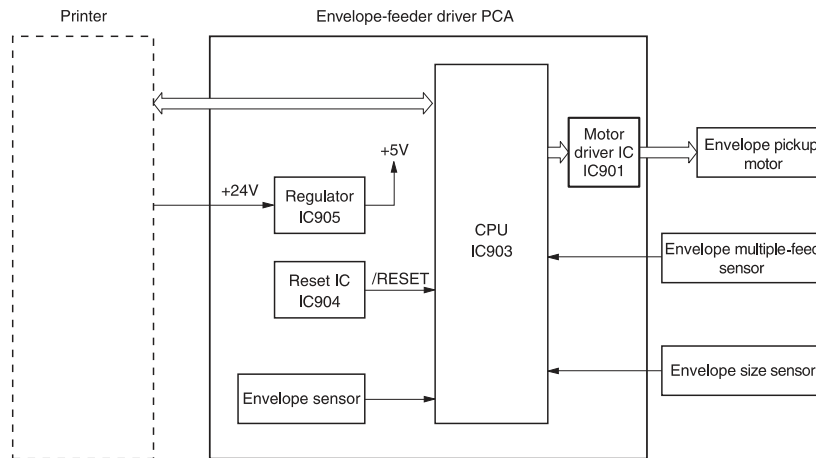 Printer
Envelope-feeder driver PCA
+5V
+24V
Regulator
IC905
Reset IC
IC904
/RESET
Envelope sensor
CPU
IC903
Motor
driver IC
IC901
Envelope pickup
motor
Envelope multiple-feed
sensor
Envelope size sensor